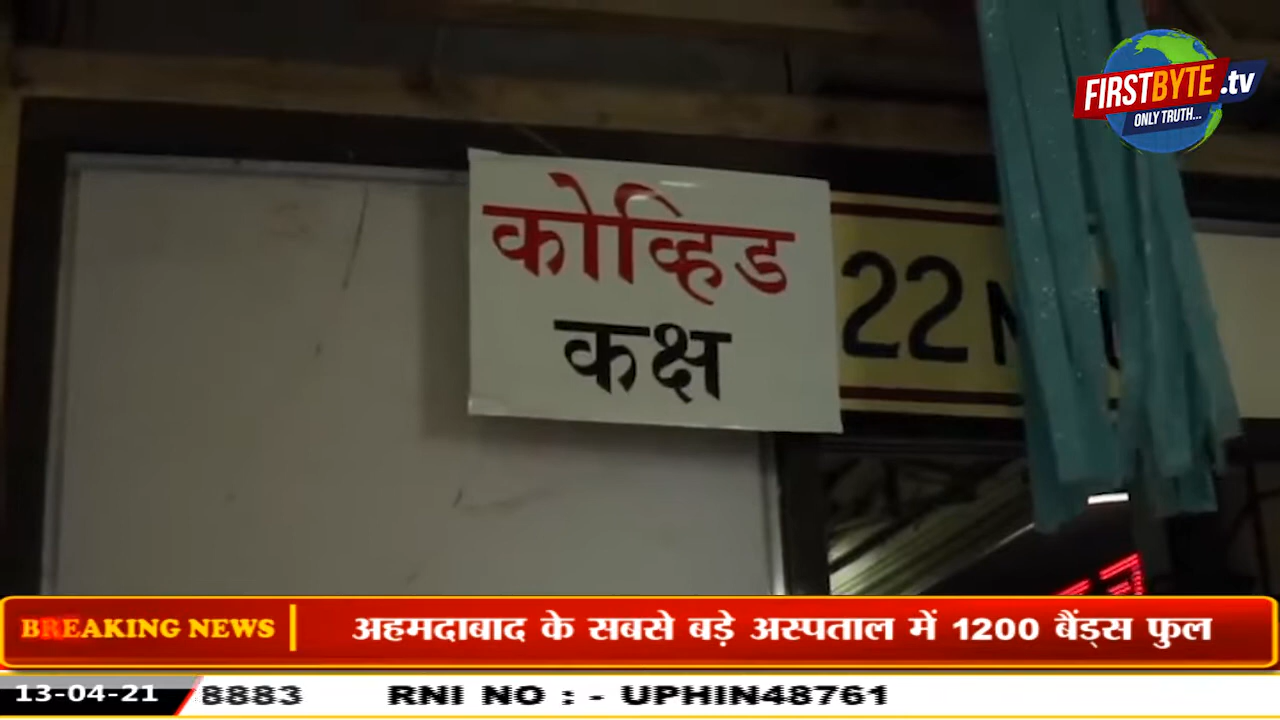 FIRSTBYTE.tv
ONLY TRUTH...
कोव्हिड
कक्ष
22
BREAKING NEWS
अहमदाबाद के सबसे बड़े अस्पताल में 1200 बैंड्स फुल
13-04-21
8883 RNI NO : - UPHIN48761